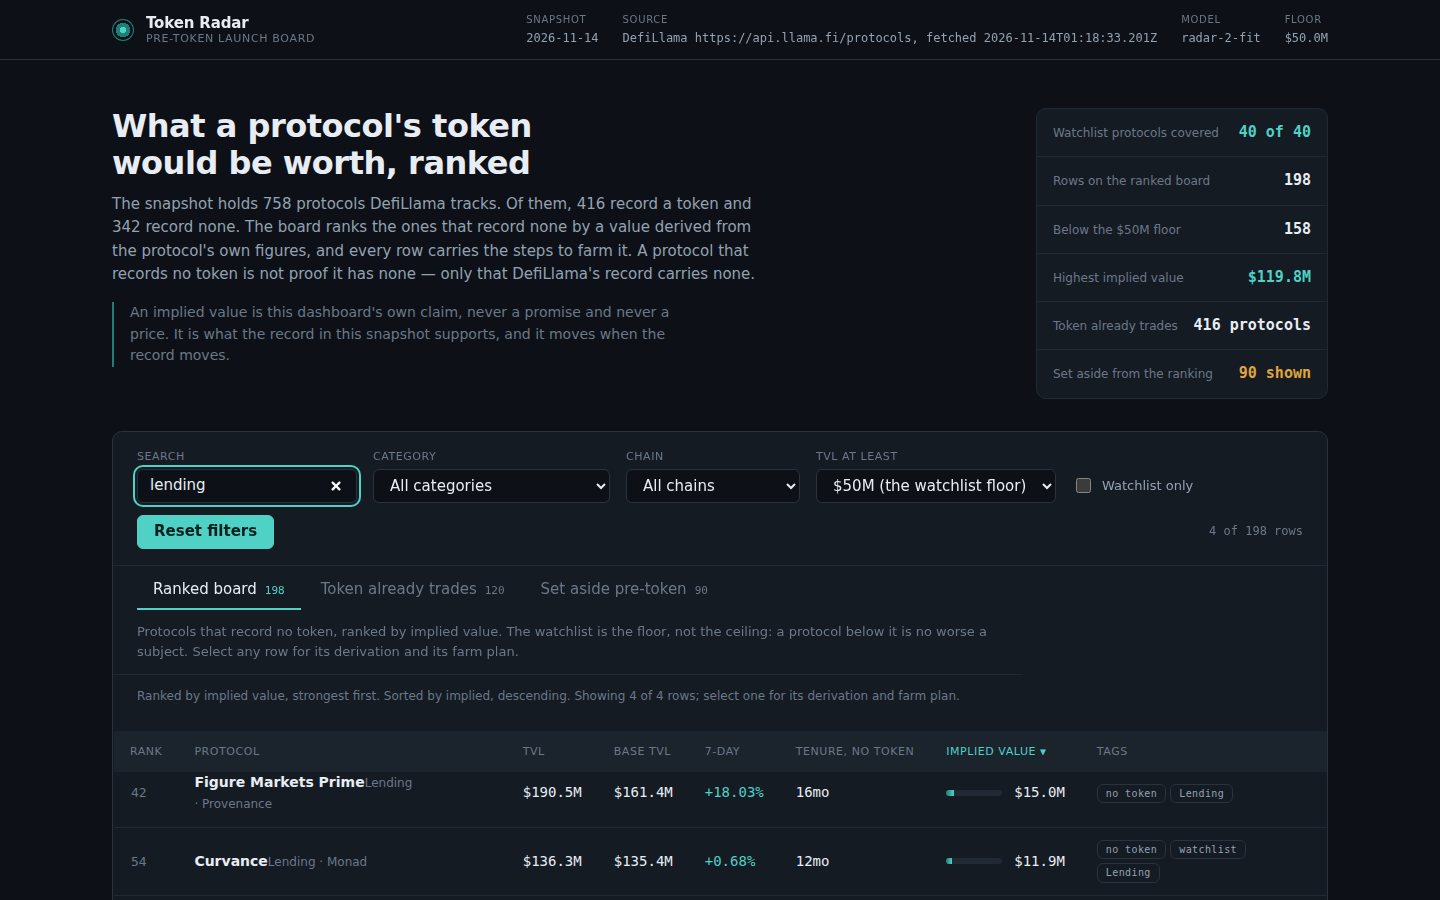 Token Radar
PRE-TOKEN LAUNCH BOARD
SNAPSHOT
2026-11-14
SOURCE
DefiLlama https://api.llama.fi/protocols, fetched 2026-11-14T01:18:33.201Z
MODEL
radar-2-fit
FLOOR
$50.0M
What a protocol's token
would be worth, ranked
The snapshot holds 758 protocols DefiLlama tracks. Of them, 416 record a token and
342 record none. The board ranks the ones that record none by a value derived from
the protocol's own figures, and every row carries the steps to farm it. A protocol that
records no token is not proof it has none — only that DefiLlama's record carries none.
An implied value is this dashboard's own claim, never a promise and never a
price. It is what the record in this snapshot supports, and it moves when the
record moves.
Watchlist protocols covered 40 of 40
Rows on the ranked board 198
Below the $50M floor 158
Highest implied value $119.8M
Token already trades 416 protocols
Set aside from the ranking 90 shown
SEARCH
lending
CATEGORY
All categories
CHAIN
All chains
TVL AT LEAST
$50M (the watchlist floor)
Watchlist only
Reset filters
4 of 198 rows
Ranked board 198
Token already trades 120
Set aside pre-token 90
Protocols that record no token, ranked by implied value. The watchlist is the floor, not the ceiling: a protocol below it is no worse a
subject. Select any row for its derivation and its farm plan.
Ranked by implied value, strongest first. Sorted by implied, descending. Showing 4 of 4 rows; select one for its derivation and farm plan.
RANK PROTOCOL TVL BASE TVL 7-DAY TENURE, NO TOKEN IMPLIED VALUE ▾ TAGS
42 Figure Markets PrimeLending
· Provenance
$190.5M $161.4M +18.03% 16mo $15.0M no token Lending
54 CurvanceLending · Monad $136.3M $135.4M +0.68% 12mo $11.9M no token watchlist
Lending